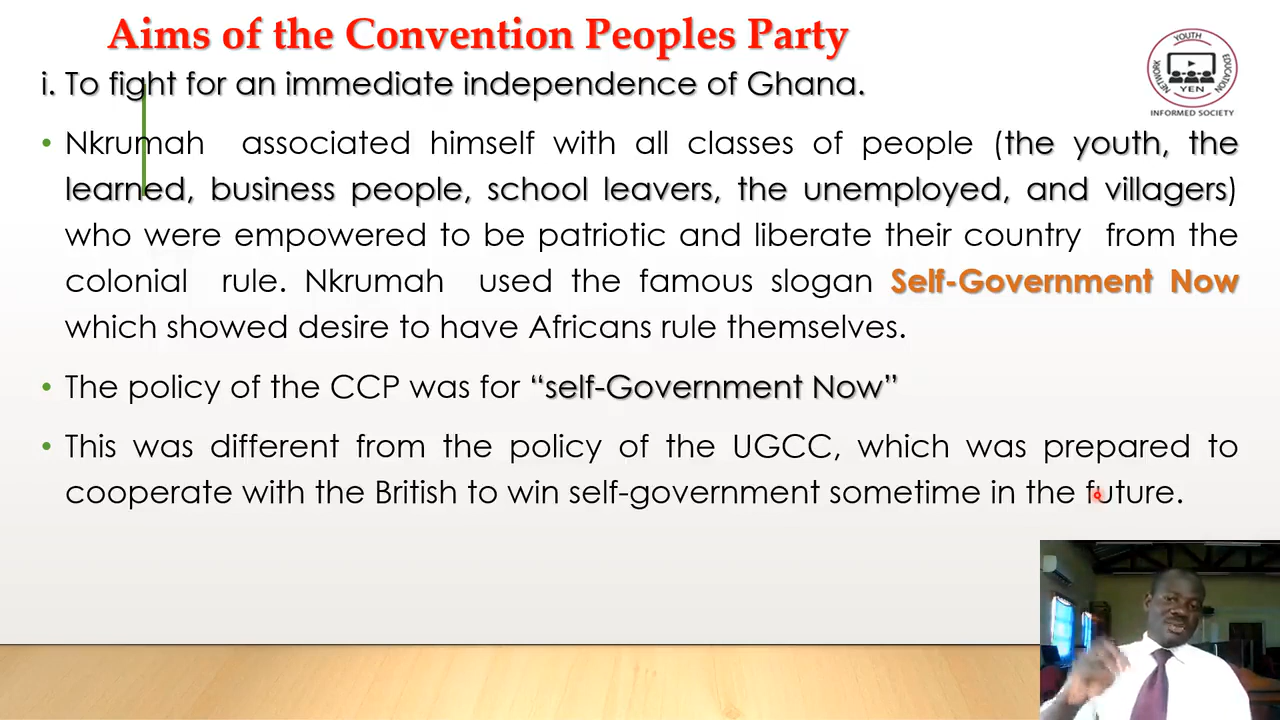 Aims of the Convention Peoples Party
i. To fight for an immediate independence of Ghana.
YOUTH EDUCATION NETWORK
YEN
INFORMED SOCIETY
• Nkrumah associated himself with all classes of people (the youth, the
learned, business people, school leavers, the unemployed, and villagers)
who were empowered to be patriotic and liberate their country from the
colonial rule. Nkrumah used the famous slogan Self-Government Now
which showed desire to have Africans rule themselves.
• The policy of the CCP was for “self-Government Now”
• This was different from the policy of the UGCC, which was prepared to
cooperate with the British to win self-government sometime in the future.